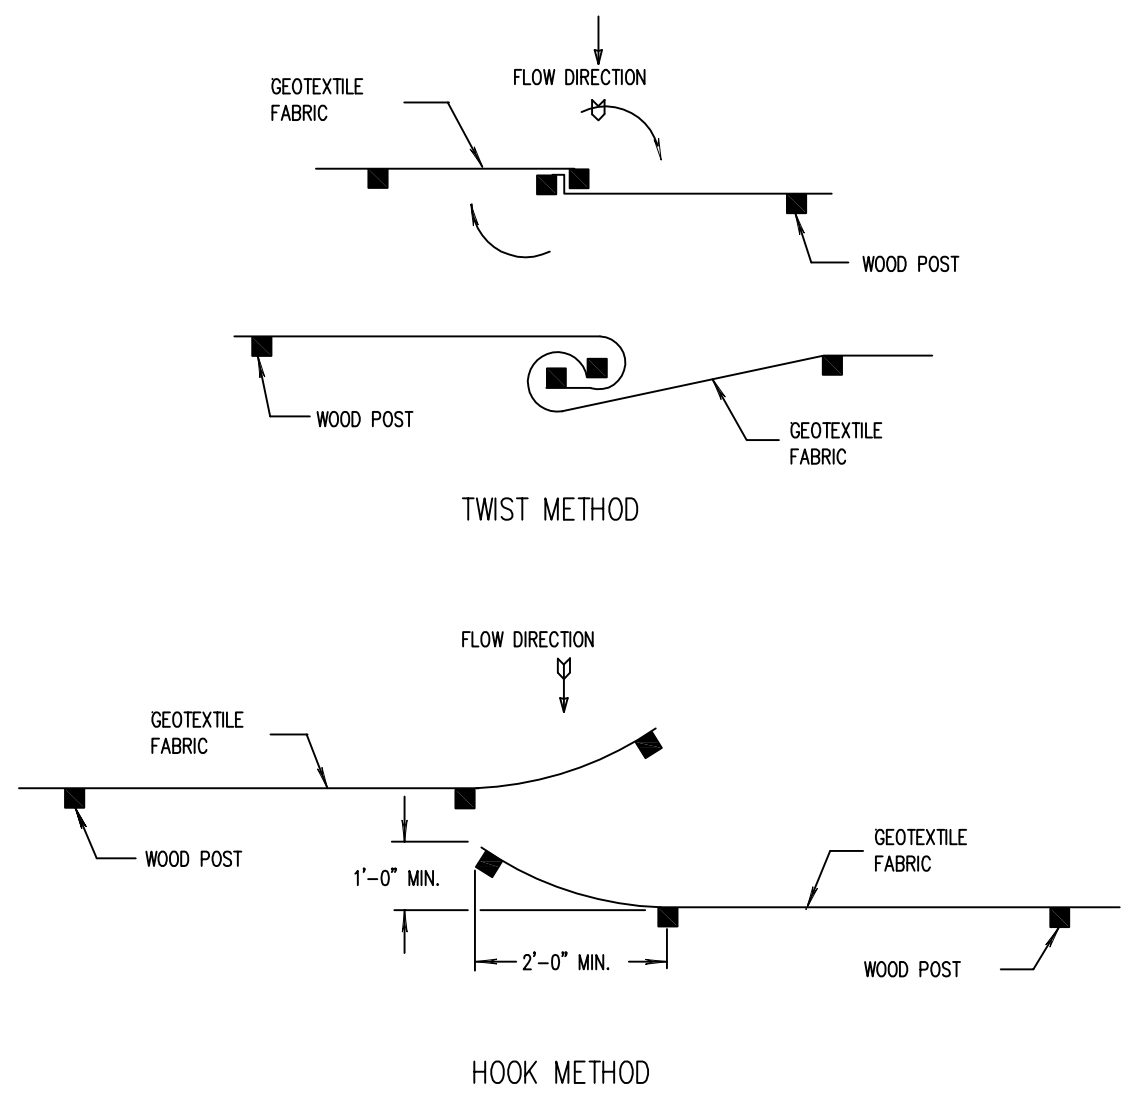 FLOW DIRECTION
GEOTEXTILE
FABRIC
WOOD POST
WOOD POST
GEOTEXTILE
FABRIC
TWIST METHOD
FLOW DIRECTION
GEOTEXTILE
FABRIC
WOOD POST
1'-0" MIN.
GEOTEXTILE
FABRIC
2'-0" MIN.
WOOD POST
HOOK METHOD